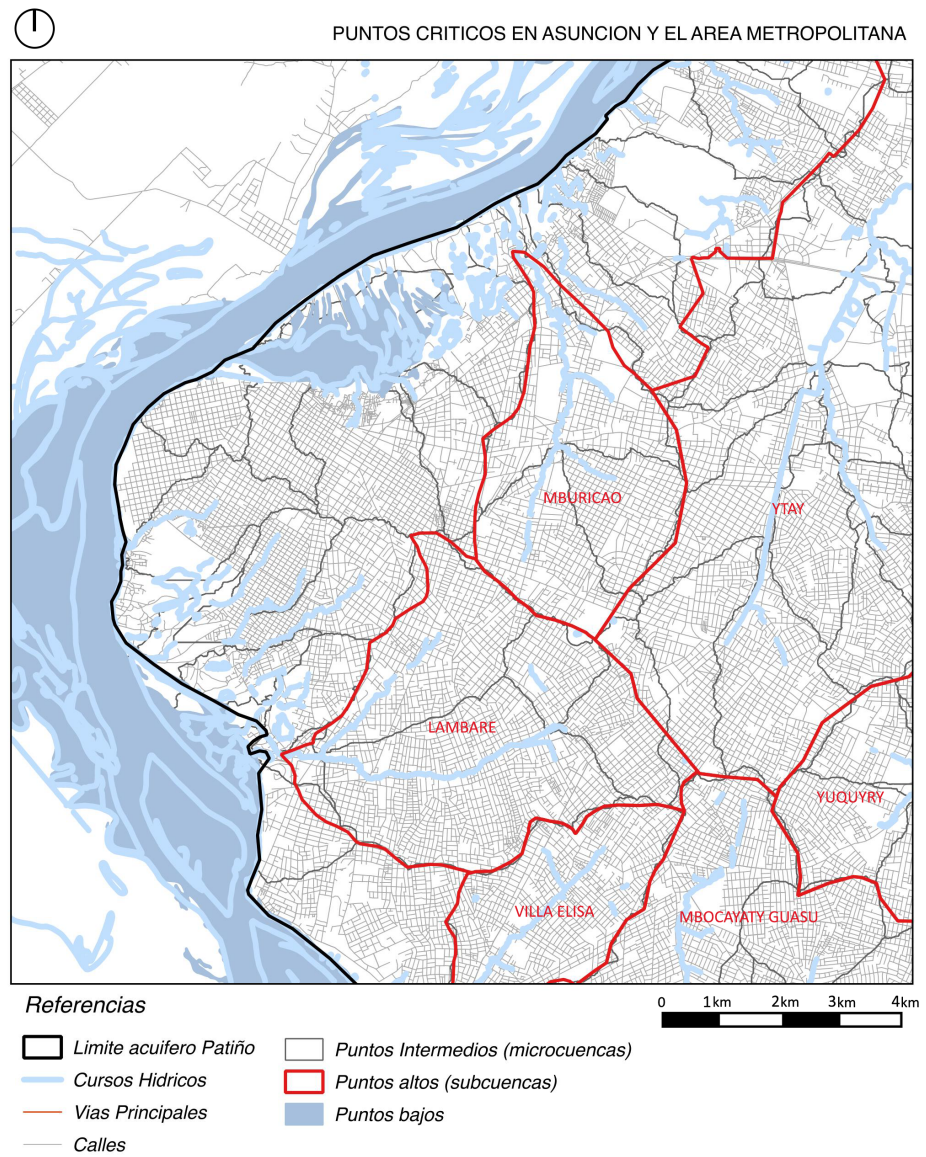 PUNTOS CRITICOS EN ASUNCION Y EL AREA METROPOLITANA
MBURICAO
YTAY
LAMBARE
YUQUYRY
VILLA ELISA
MBOCAYATY GUASU
Referencias
0 1km 2km 3km 4km
Limite acuifero Patiño
Cursos Hidricos
Vias Principales
Calles
Puntos Intermedios (microcuencas)
Puntos altos (subcuencas)
Puntos bajos